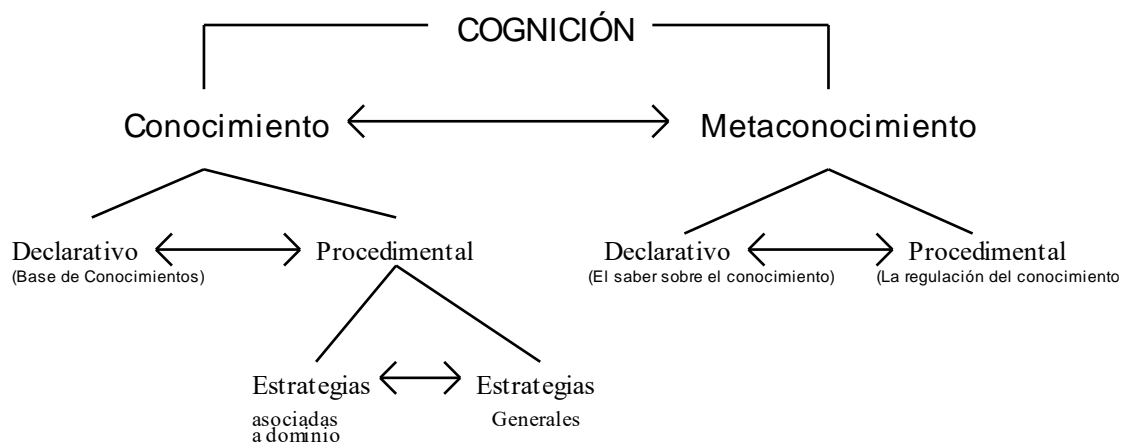 COGNICIÓN
Conocimiento
Metaconocimiento
Declarativo
(Base de Conocimientos)
Procedimental
Declarativo
(El saber sobre el conocimiento)
Procedimental
(La regulación del conocimiento
Estrategias
asociadas
a dominio
Estrategias
Generales